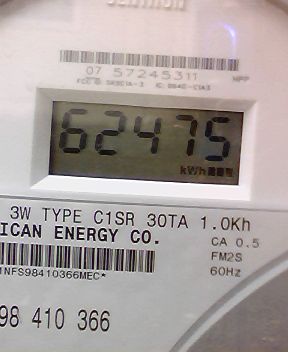 07 57245311
62475
kWh
3W TYPE C1SR 30TA 1.0Kh
ICAN ENERGY CO.
CA 0.5
FM2S
60Hz
1NFS98410366MEC*
98 410 366